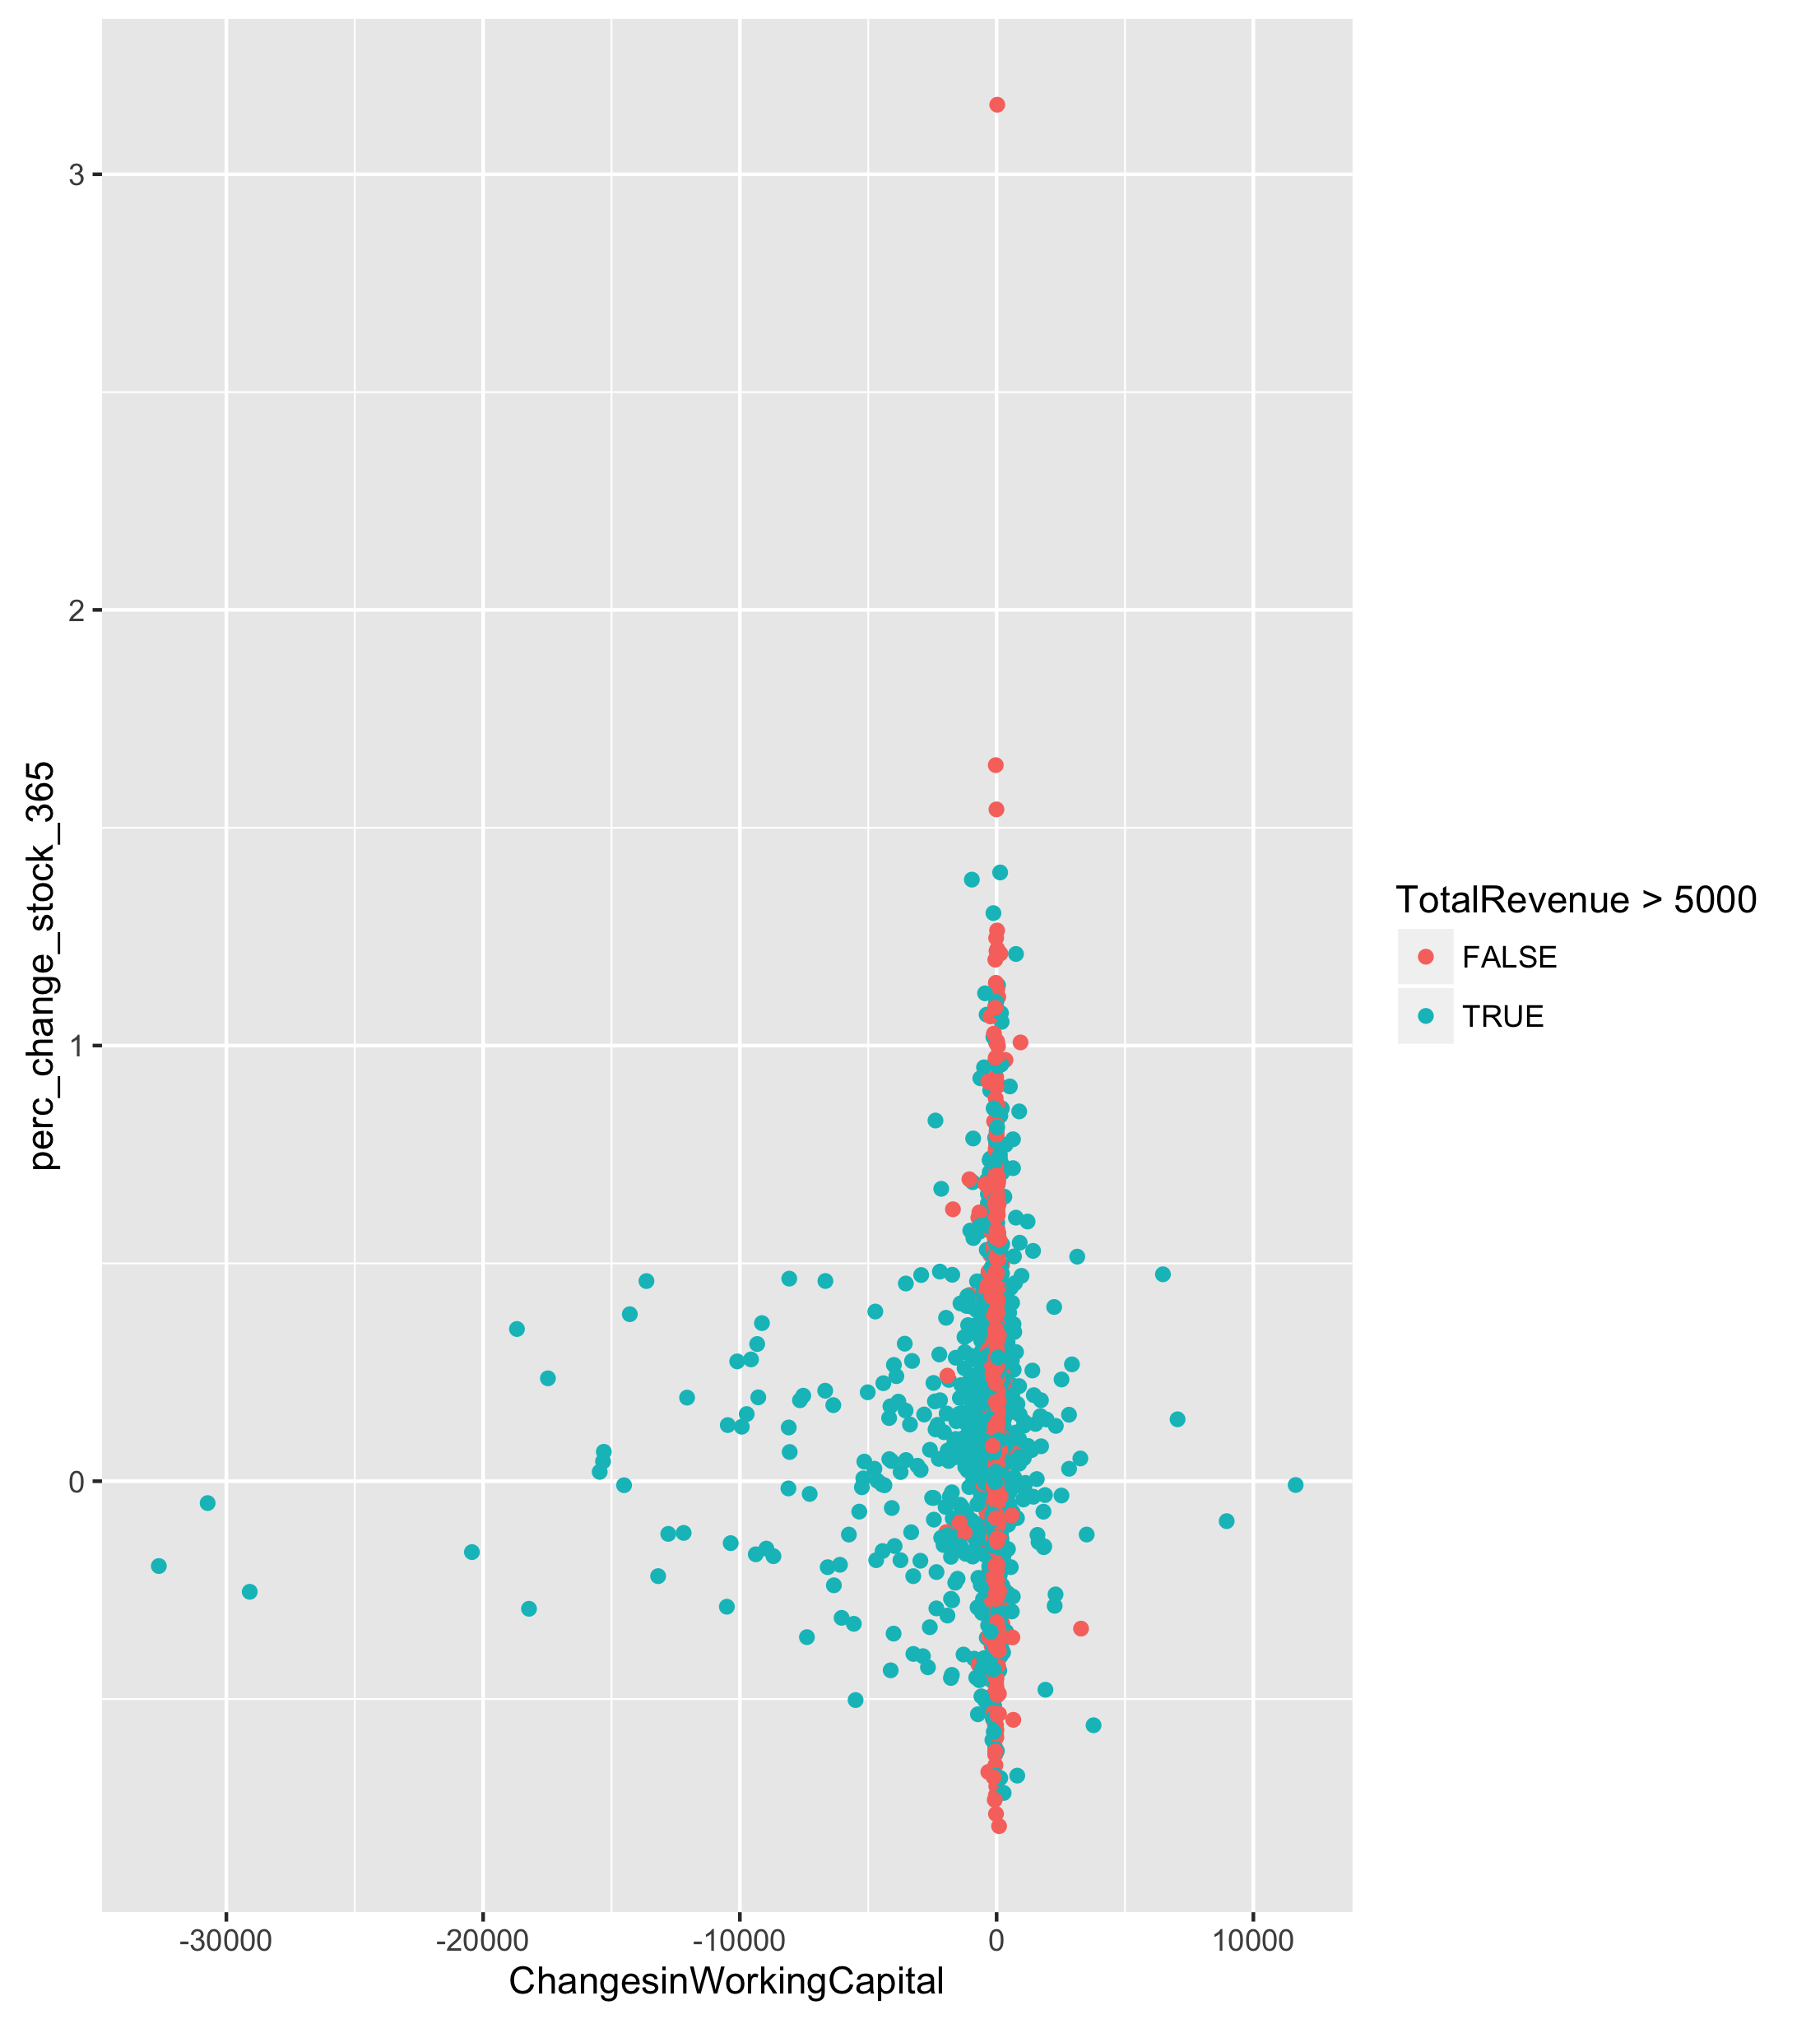 perc_change_stock_365
3
2
1
0
-30000 -20000 -10000 0 10000
ChangesinWorkingCapital
TotalRevenue > 5000
FALSE
TRUE